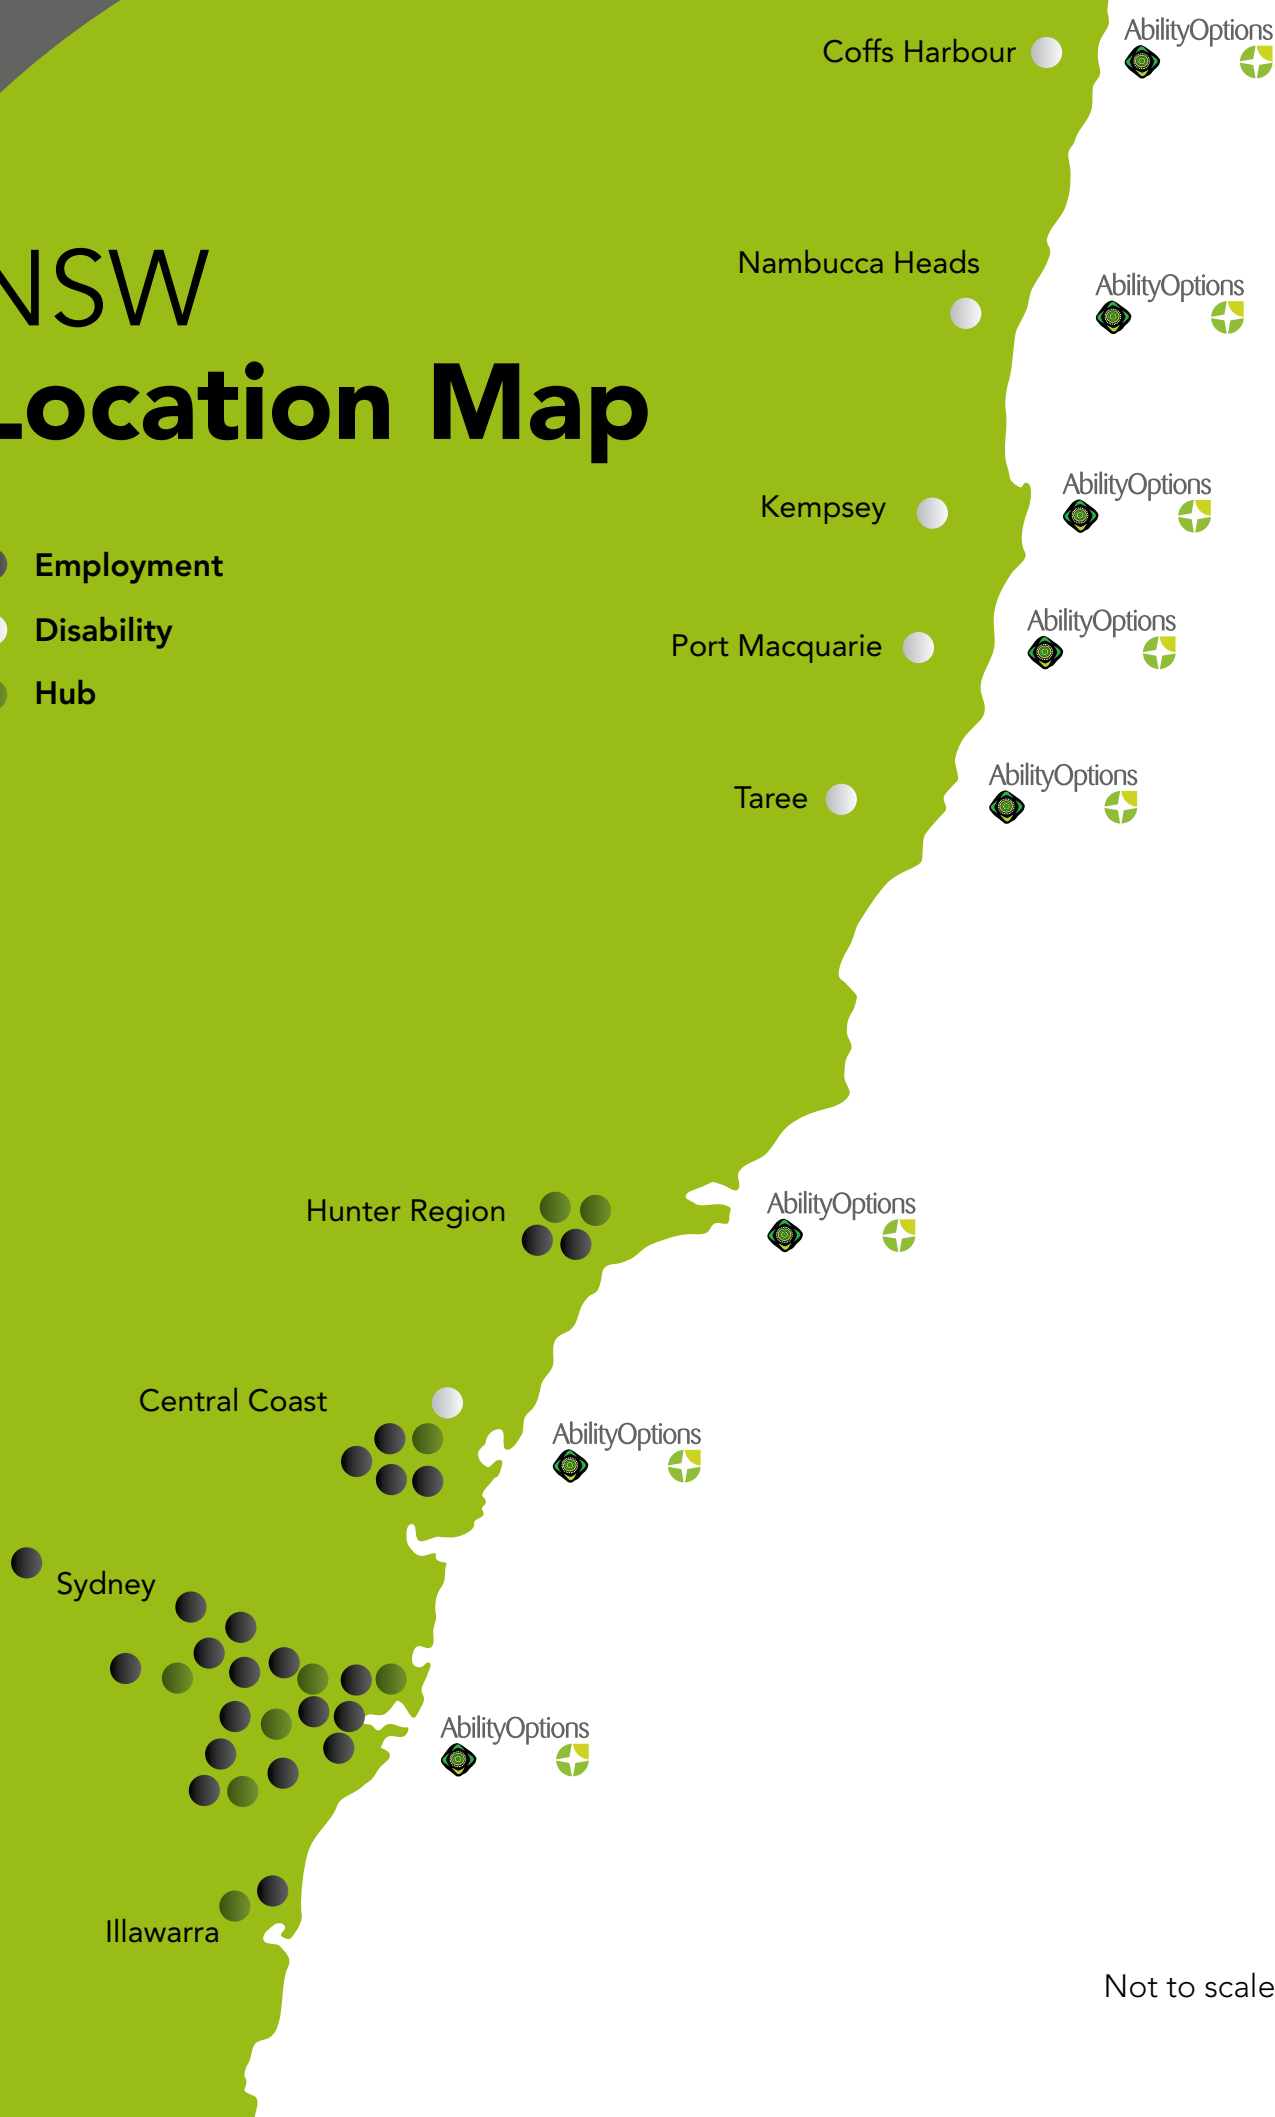 Coffs Harbour
AbilityOptions
NSW
Location Map
Nambucca Heads
AbilityOptions
Kempsey
AbilityOptions
Employment
Disability
Hub
Port Macquarie
AbilityOptions
Taree
AbilityOptions
Hunter Region
AbilityOptions
Central Coast
AbilityOptions
Sydney
AbilityOptions
Illawarra
Not to scale